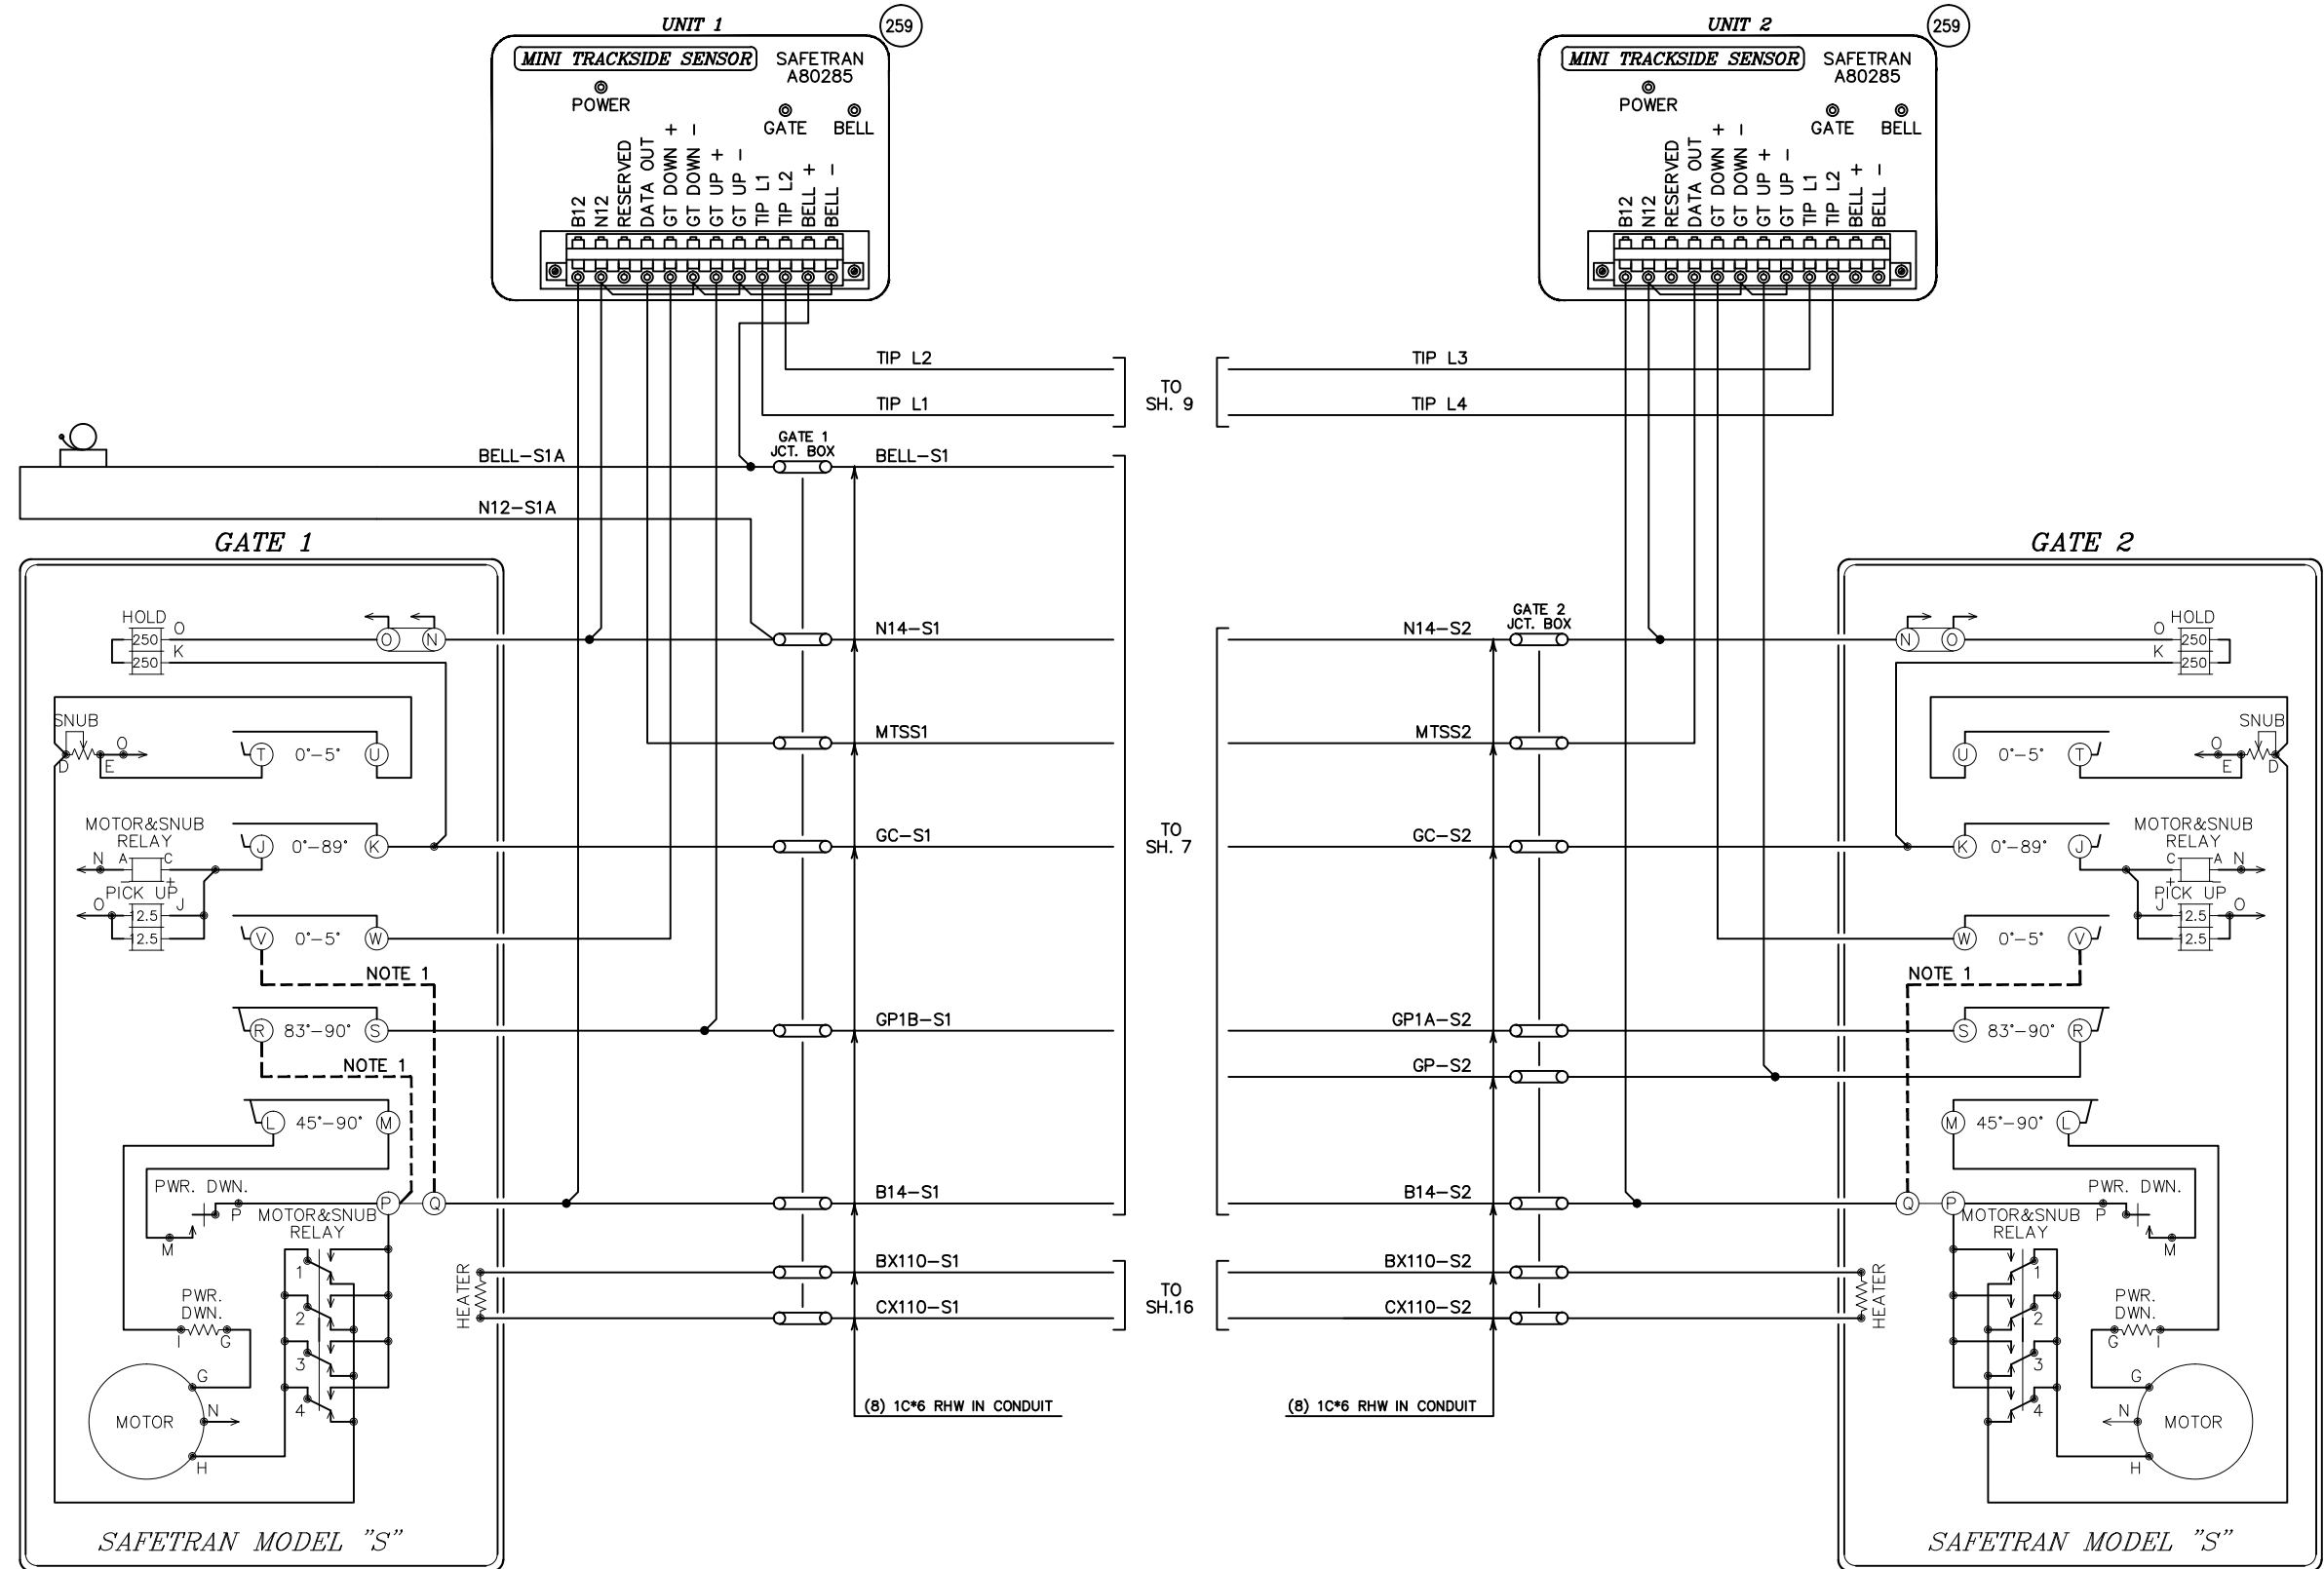 UNIT 1
259
MINI TRACKSIDE SENSOR
SAFETRAN
A80285
POWER
GATE
BELL
B12
N12
RESERVED
DATA OUT
GT DOWN +
GT DOWN −
GT UP +
GT UP −
TIP L1
TIP L2
BELL +
BELL −
UNIT 2
259
MINI TRACKSIDE SENSOR
SAFETRAN
A80285
POWER
GATE
BELL
B12
N12
RESERVED
DATA OUT
GT DOWN +
GT DOWN −
GT UP +
GT UP −
TIP L1
TIP L2
BELL +
BELL −
TIP L2
TIP L1
TO
SH. 9
TIP L3
TIP L4
BELL-S1A
GATE 1
JCT. BOX
BELL-S1
N12-S1A
GATE 1
HOLD
250
250
O
K
O
N
N14-S1
SNUB
D
E
O
T
0°-5°
U
MTSS1
MOTOR&SNUB
RELAY
N
A
C
−
+
J
0°-89°
K
GC-S1
PICK UP
O
J
12.5
12.5
V
0°-5°
W
NOTE 1
R
83°-90°
S
GP1B-S1
NOTE 1
L
45°-90°
M
PWR. DWN.
P
M
P
Q
B14-S1
MOTOR&SNUB
RELAY
1
2
3
4
PWR.
DWN.
I
G
G
N
H
MOTOR
HEATER
BX110-S1
CX110-S1
(8) 1C*6 RHW IN CONDUIT
SAFETRAN MODEL "S"
TO
SH. 7
TO
SH.16
GATE 2
N14-S2
GATE 2
JCT. BOX
N
O
HOLD
O
K
250
250
MTSS2
U
0°-5°
T
SNUB
O
E
D
GC-S2
K
0°-89°
J
MOTOR&SNUB
RELAY
C
A
N
+
−
PICK UP
J
O
12.5
12.5
W
0°-5°
V
NOTE 1
GP1A-S2
S
83°-90°
R
GP-S2
M
45°-90°
L
B14-S2
Q
P
PWR. DWN.
P
M
MOTOR&SNUB
RELAY
1
2
3
4
PWR.
DWN.
G
I
G
N
H
MOTOR
BX110-S2
CX110-S2
HEATER
(8) 1C*6 RHW IN CONDUIT
SAFETRAN MODEL "S"